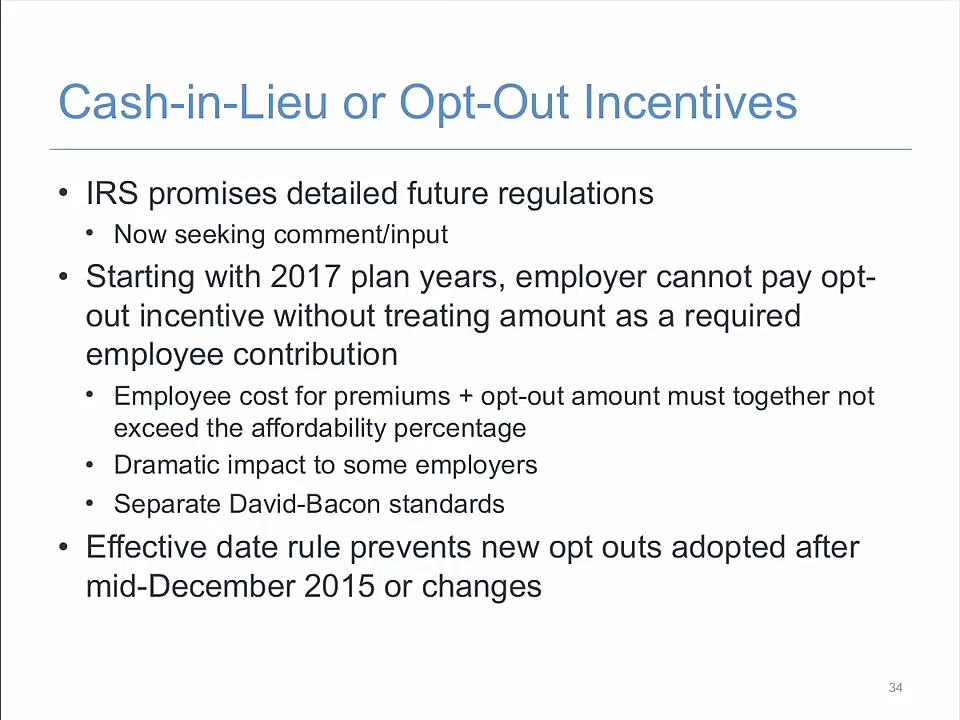 Cash-in-Lieu or Opt-Out Incentives
• IRS promises detailed future regulations
• Now seeking comment/input
• Starting with 2017 plan years, employer cannot pay opt-
out incentive without treating amount as a required
employee contribution
• Employee cost for premiums + opt-out amount must together not
exceed the affordability percentage
• Dramatic impact to some employers
• Separate David-Bacon standards
• Effective date rule prevents new opt outs adopted after
mid-December 2015 or changes
34